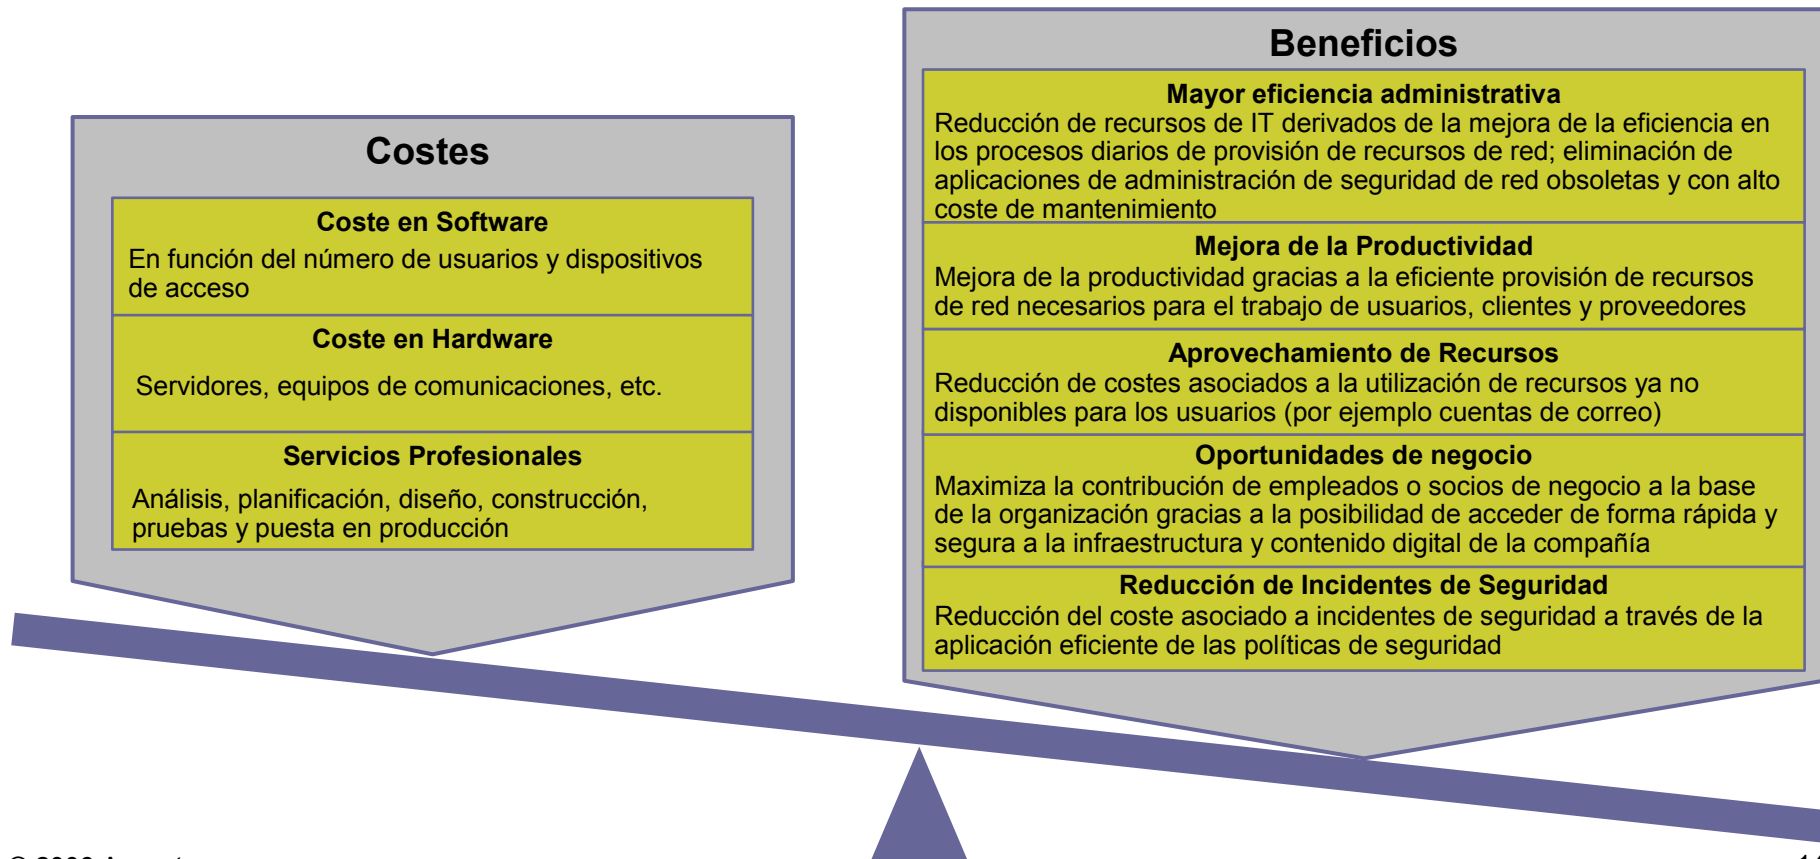 Costes
Coste en Software
En función del número de usuarios y dispositivos
de acceso
Coste en Hardware
Servidores, equipos de comunicaciones, etc.
Servicios Profesionales
Análisis, planificación, diseño, construcción,
pruebas y puesta en producción
Beneficios
Mayor eficiencia administrativa
Reducción de recursos de IT derivados de la mejora de la eficiencia en
los procesos diarios de provisión de recursos de red; eliminación de
aplicaciones de administración de seguridad de red obsoletas y con alto
coste de mantenimiento
Mejora de la Productividad
Mejora de la productividad gracias a la eficiente provisión de recursos
de red necesarios para el trabajo de usuarios, clientes y proveedores
Aprovechamiento de Recursos
Reducción de costes asociados a la utilización de recursos ya no
disponibles para los usuarios (por ejemplo cuentas de correo)
Oportunidades de negocio
Maximiza la contribución de empleados o socios de negocio a la base
de la organización gracias a la posibilidad de acceder de forma rápida y
segura a la infraestructura y contenido digital de la compañía
Reducción de Incidentes de Seguridad
Reducción del coste asociado a incidentes de seguridad a través de la
aplicación eficiente de las políticas de seguridad